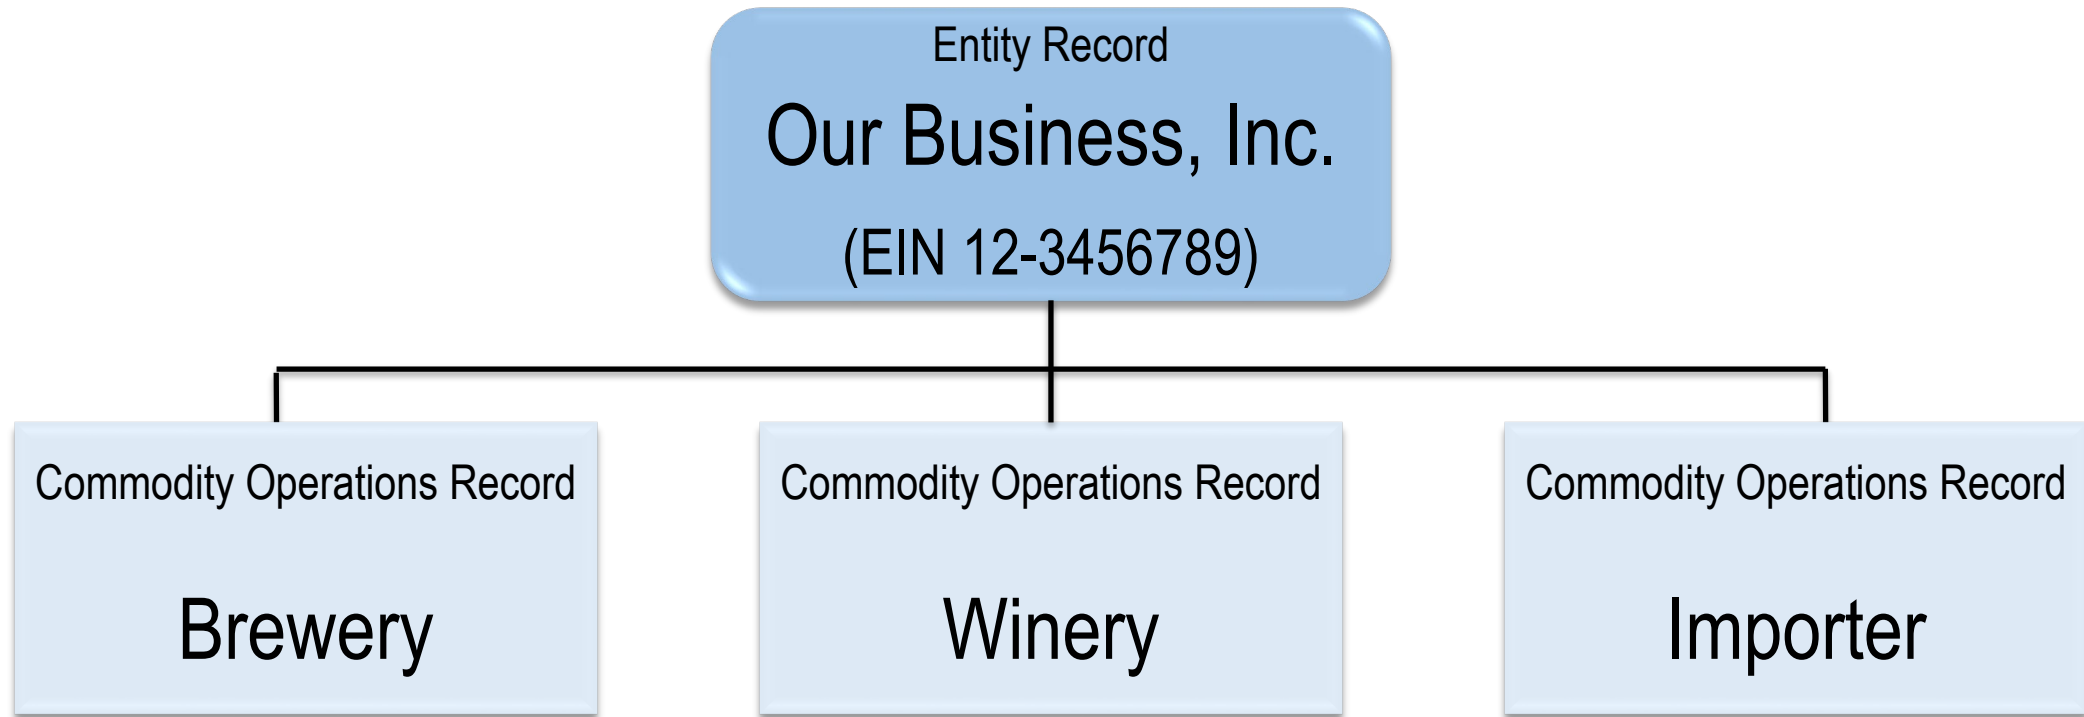 Entity Record
Our Business, Inc.
(EIN 12-3456789)
Commodity Operations Record
Brewery
Commodity Operations Record
Winery
Commodity Operations Record
Importer